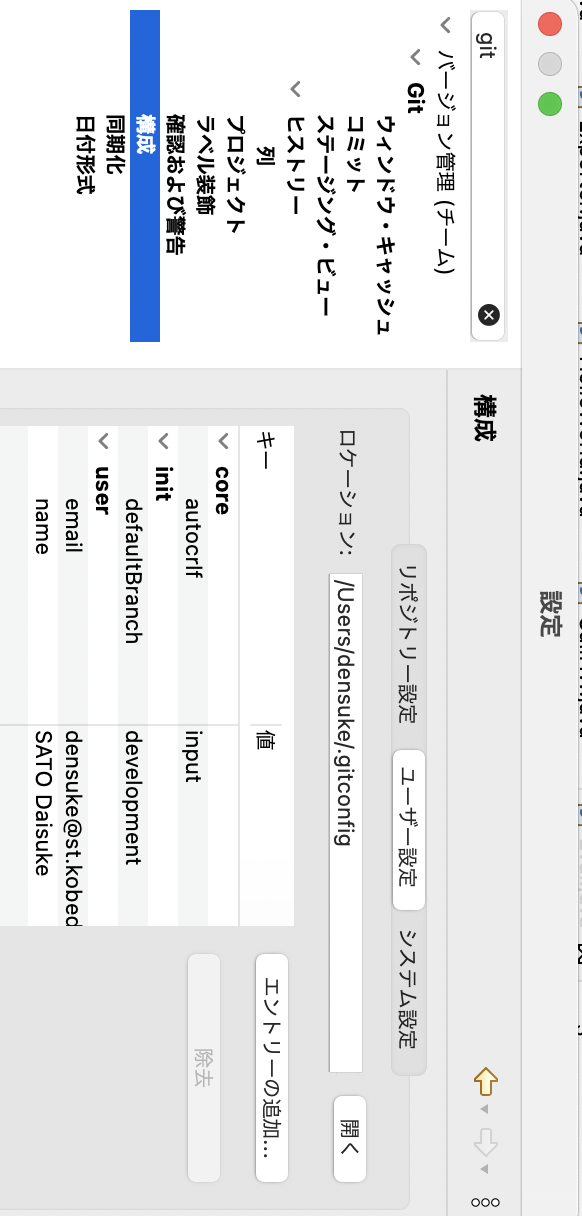 設定
git
バージョン管理 (チーム)
Git
ウィンドウ・キャッシュ
コミット
ステージング・ビュー
ヒストリー
列
プロジェクト
ラベル装飾
確認および警告
構成
同期化
日付形式
構成
リポジトリー設定 ユーザー設定 システム設定
ロケーション: /Users/densuke/.gitconfig 開く
キー 値
core
autocrlf input
init
defaultBranch development
user
email densuke@st.kobed
name SATO Daisuke
エントリーの追加...
除去